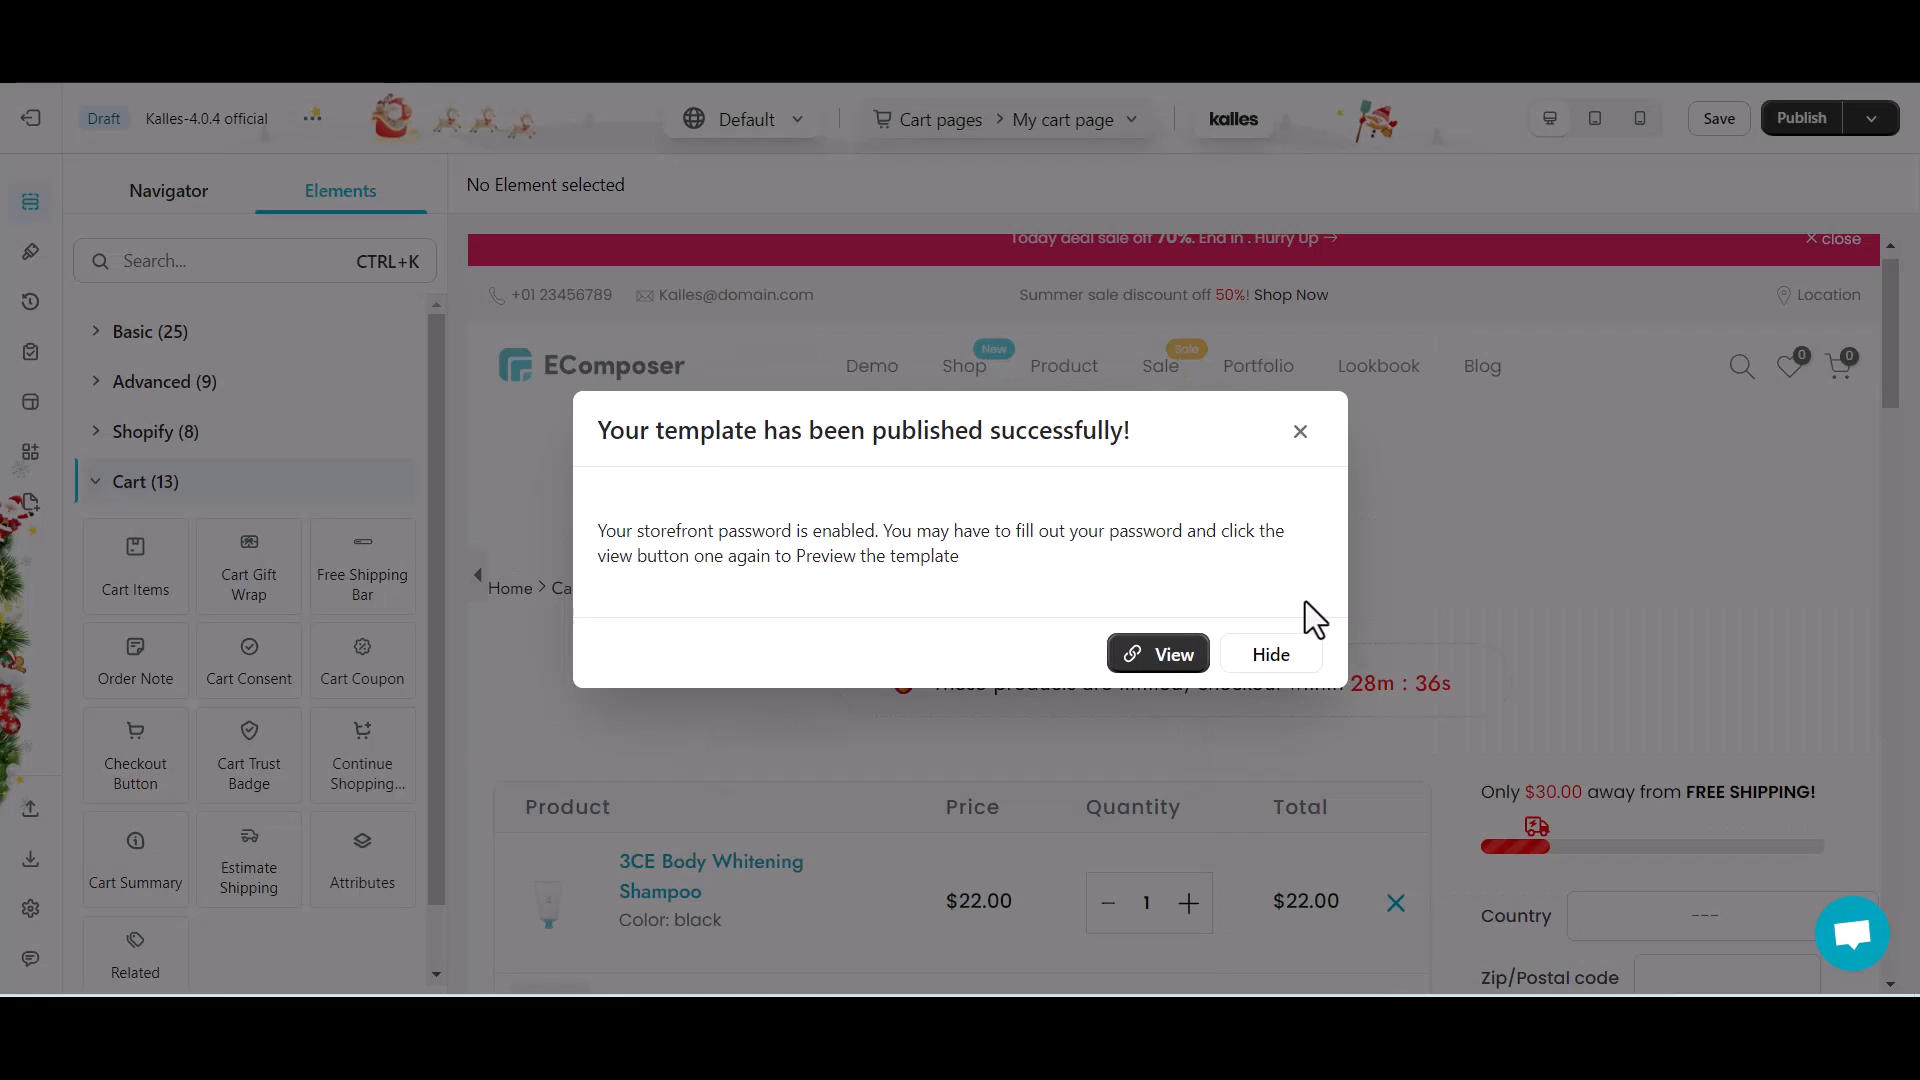 Draft
Kalles-4.0.4 official
Default
Cart pages
My cart page
kalles
Save
Publish
Navigator
Elements
No Element selected
Search...
CTRL+K
Basic (25)
Advanced (9)
Shopify (8)
Cart (13)
Cart Items
Cart Gift
Wrap
Free Shipping
Bar
Order Note
Cart Consent
Cart Coupon
Checkout
Button
Cart Trust
Badge
Continue
Shopping...
Cart Summary
Estimate
Shipping
Attributes
Related
Today deal sale off 70%. End in . Hurry Up →
× close
+01 23456789
Kalles@domain.com
Summer sale discount off 50%! Shop Now
Location
EComposer
Demo
Shop
New
Product
Sale
Sale
Portfolio
Lookbook
Blog
0
0
Your template has been published successfully!
Your storefront password is enabled. You may have to fill out your password and click the
view button one again to Preview the template
View
Hide
Home > Ca
28m : 36s
Product
Price
Quantity
Total
3CE Body Whitening
Shampoo
Color: black
$22.00
− 1 +
$22.00
Only $30.00 away from FREE SHIPPING!
Country
---
Zip/Postal code